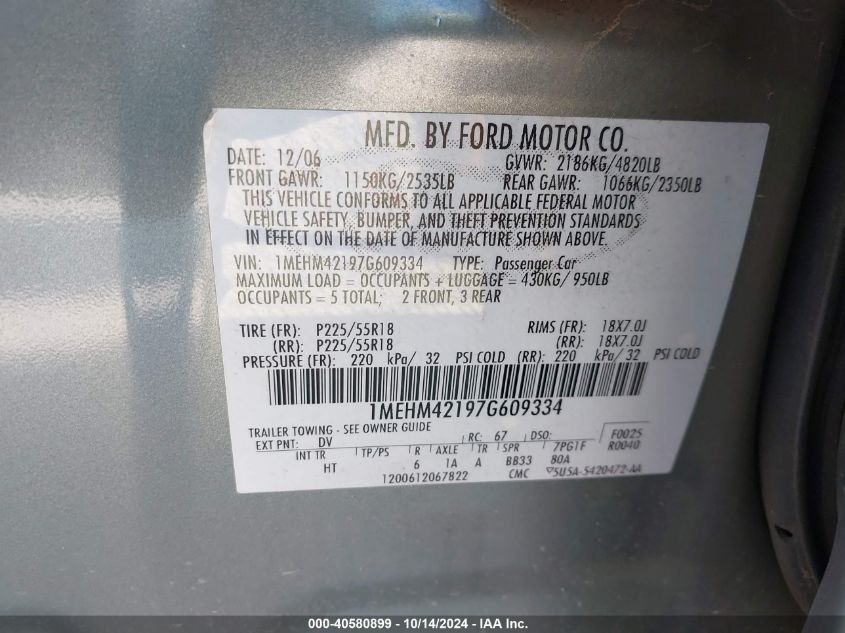 MFD. BY FORD MOTOR CO.
DATE: 12/06 GVWR: 2186KG/4820LB
FRONT GAWR: 1150KG/2535LB REAR GAWR: 1066KG/2350LB
THIS VEHICLE CONFORMS TO ALL APPLICABLE FEDERAL MOTOR
VEHICLE SAFETY, BUMPER, AND THEFT PREVENTION STANDARDS
IN EFFECT ON THE DATE OF MANUFACTURE SHOWN ABOVE.
VIN: 1MEHM42197G609334 TYPE: Passenger Car
MAXIMUM LOAD = OCCUPANTS + LUGGAGE = 430KG/ 950LB
OCCUPANTS = 5 TOTAL; 2 FRONT, 3 REAR
TIRE (FR): P225/55R18 RIMS (FR): 18X7.0J
(RR): P225/55R18 (RR): 18X7.0J
PRESSURE (FR): 220 kPa/ 32 PSI COLD (RR): 220 kPa/ 32 PSI COLD
1MEHM42197G609334
TRAILER TOWING - SEE OWNER GUIDE
EXT PNT: DV RC: 67 DSO: F0025
INT TR TP/PS R AXLE TR SPR 7PG1F R0040
HT 6 1A A BB33 80A
1200612067822 CMC 5U5A-5420472-AA
000-40580899 - 10/14/2024 - IAA Inc.